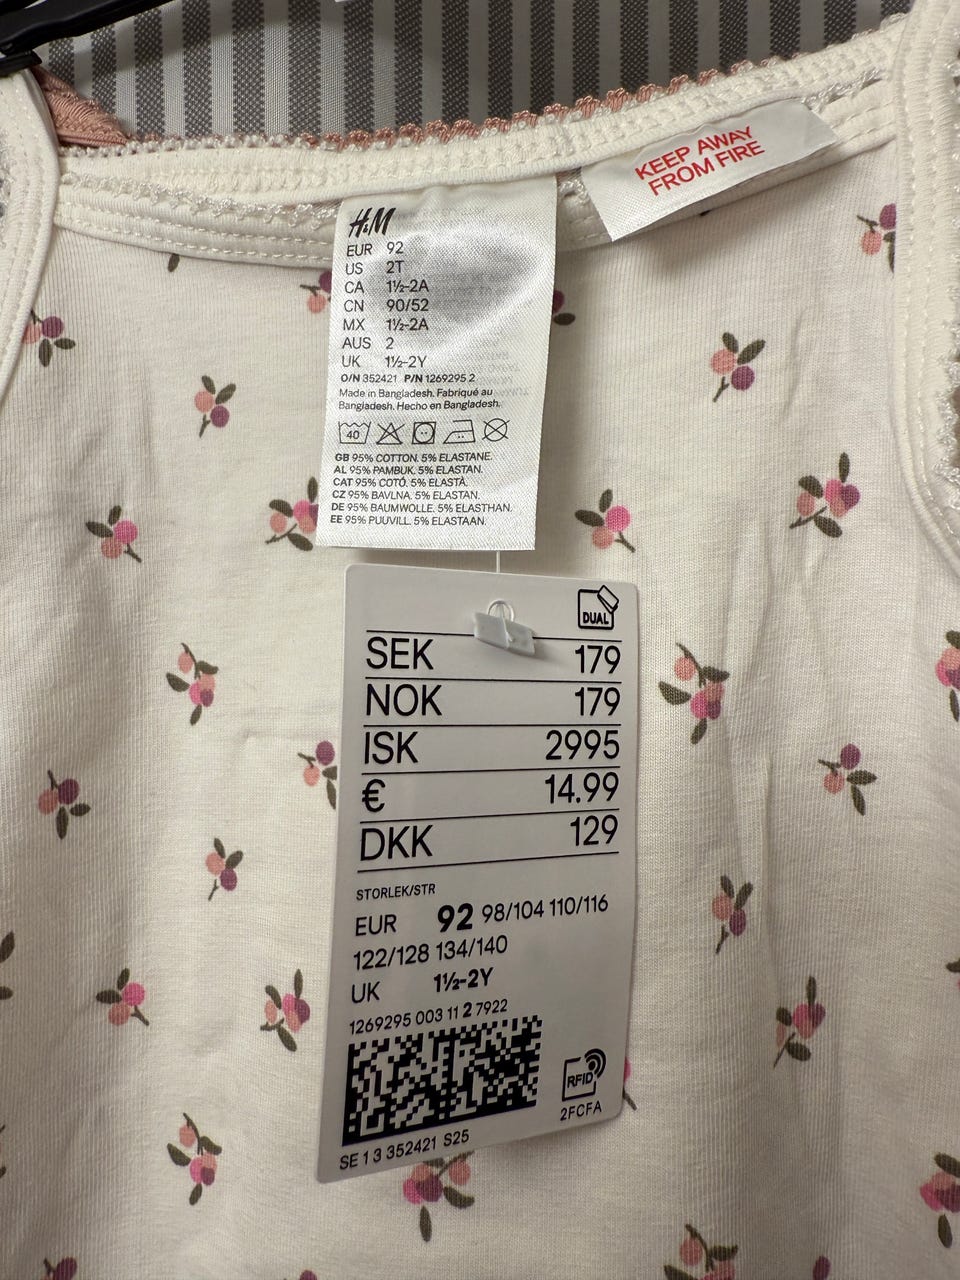 KEEP AWAY
FROM FIRE
H&M
EUR 92
US 2T
CA 1½-2A
CN 90/52
MX 1½-2A
AUS 2
UK 1½-2Y
O/N 352421 P/N 1269295 2
Made in Bangladesh. Fabriqué au
Bangladesh. Hecho en Bangladesh.
40
GB 95% COTTON. 5% ELASTANE.
AL 95% PAMBUK. 5% ELASTAN.
CAT 95% COTÓ. 5% ELASTÀ.
CZ 95% BAVLNA. 5% ELASTAN.
DE 95% BAUMWOLLE. 5% ELASTHAN.
EE 95% PUUVILL. 5% ELASTAAN.
DUAL
SEK 179
NOK 179
ISK 2995
€ 14.99
DKK 129
STORLEK/STR
EUR 92 98/104 110/116
122/128 134/140
UK 1½-2Y
1269295 003 11 2 7922
RFID
2FCFA
SE 1 3 352421 S25